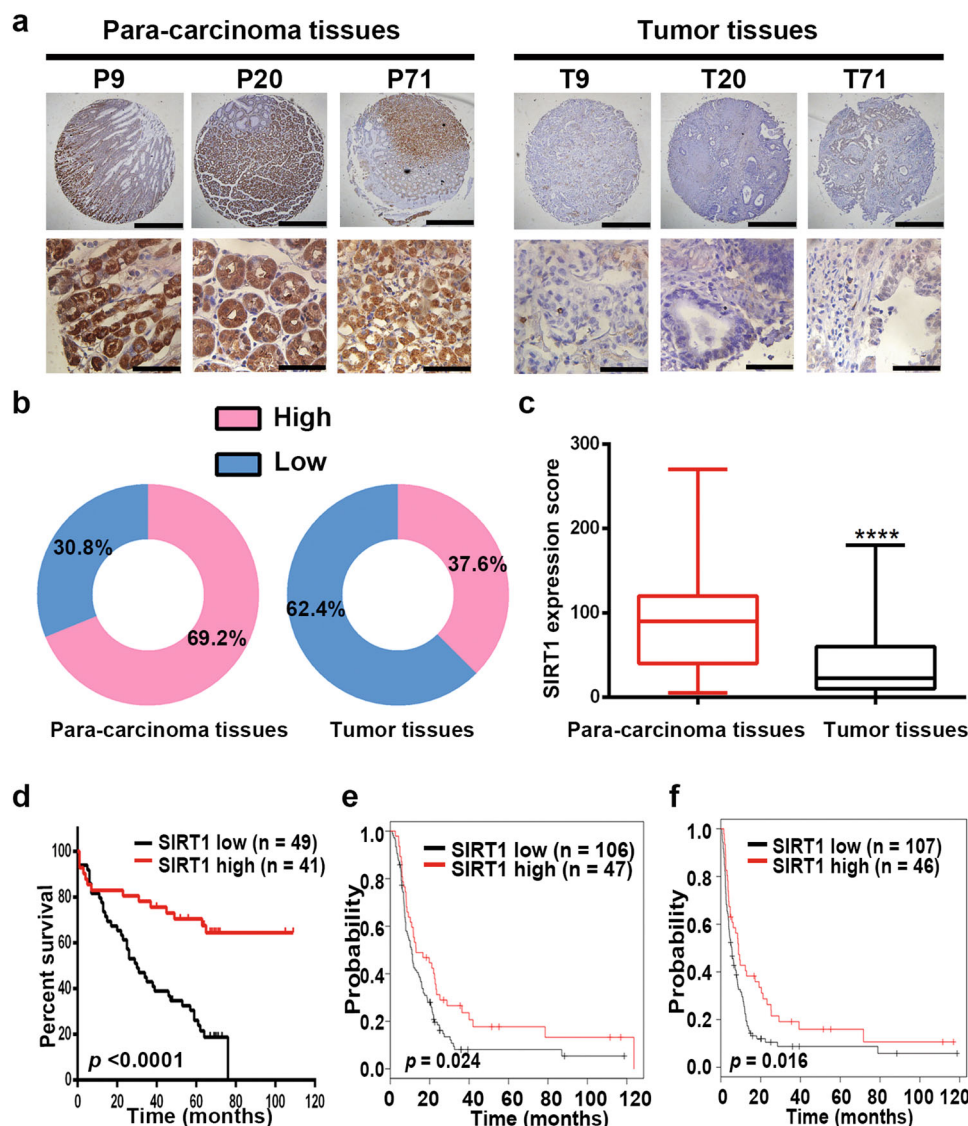 a
Para-carcinoma tissues
Tumor tissues
P9 P20 P71 T9 T20 T71
b
High
Low
30.8%
69.2%
37.6%
62.4%
Para-carcinoma tissues
Tumor tissues
c
SIRT1 expression score
300
200
100
0
****
Para-carcinoma tissues Tumor tissues
d
Percent survival
SIRT1 low (n = 49)
SIRT1 high (n = 41)
100
80
60
40
20
0
p <0.0001
0 20 40 60 80 100 120
Time (months)
e
Probability
SIRT1 low (n = 106)
SIRT1 high (n = 47)
1.0
0.8
0.6
0.4
0.2
0.0
p = 0.024
0 20 40 60 80 100 120
Time (months)
f
Probability
SIRT1 low (n = 107)
SIRT1 high (n = 46)
1.0
0.8
0.6
0.4
0.2
0.0
p = 0.016
0 20 40 60 80 100 120
Time (months)